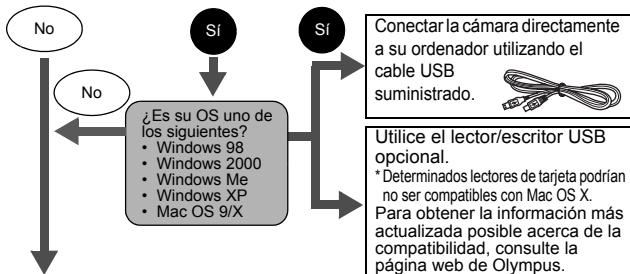 No
Sí
Sí
No
¿Es su OS uno de
los siguientes?
• Windows 98
• Windows 2000
• Windows Me
• Windows XP
• Mac OS 9/X
Conectar la cámara directamente
a su ordenador utilizando el
cable USB
suministrado.
Utilice el lector/escritor USB
opcional.
* Determinados lectores de tarjeta podrían
no ser compatibles con Mac OS X.
Para obtener la información más
actualizada posible acerca de la
compatibilidad, consulte la
página web de Olympus.